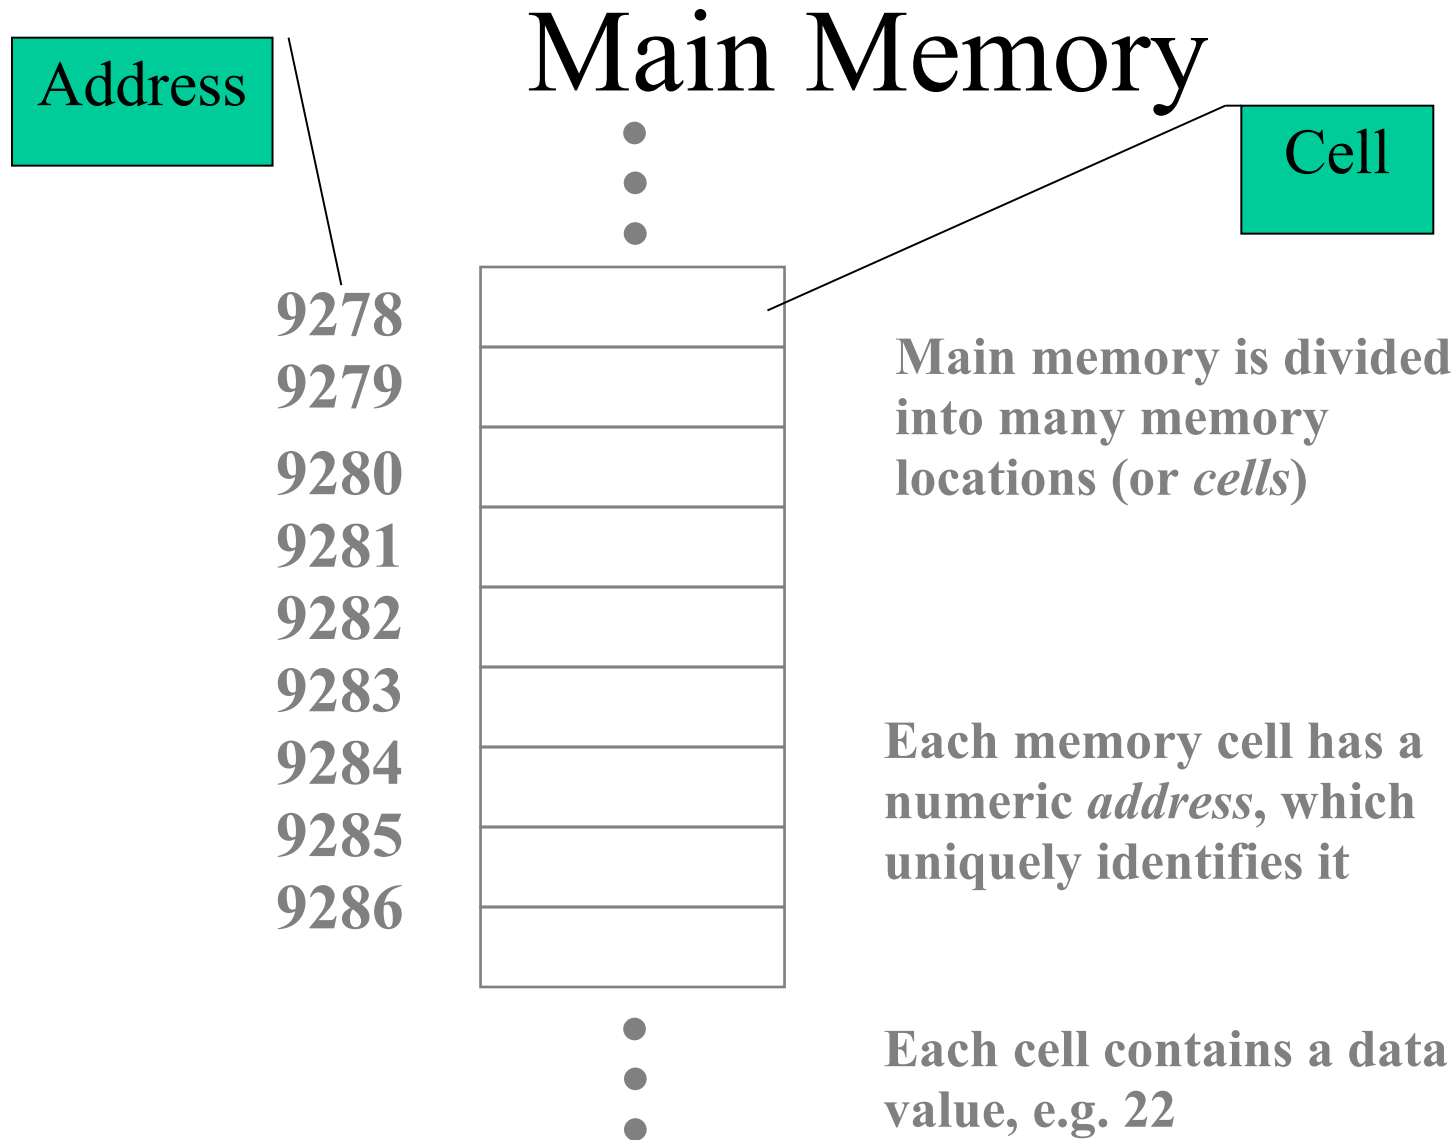 Main Memory
Address
Cell
9278
9279
9280
9281
9282
9283
9284
9285
9286
Main memory is divided
into many memory
locations (or cells)
Each memory cell has a
numeric address, which
uniquely identifies it
Each cell contains a data
value, e.g. 22